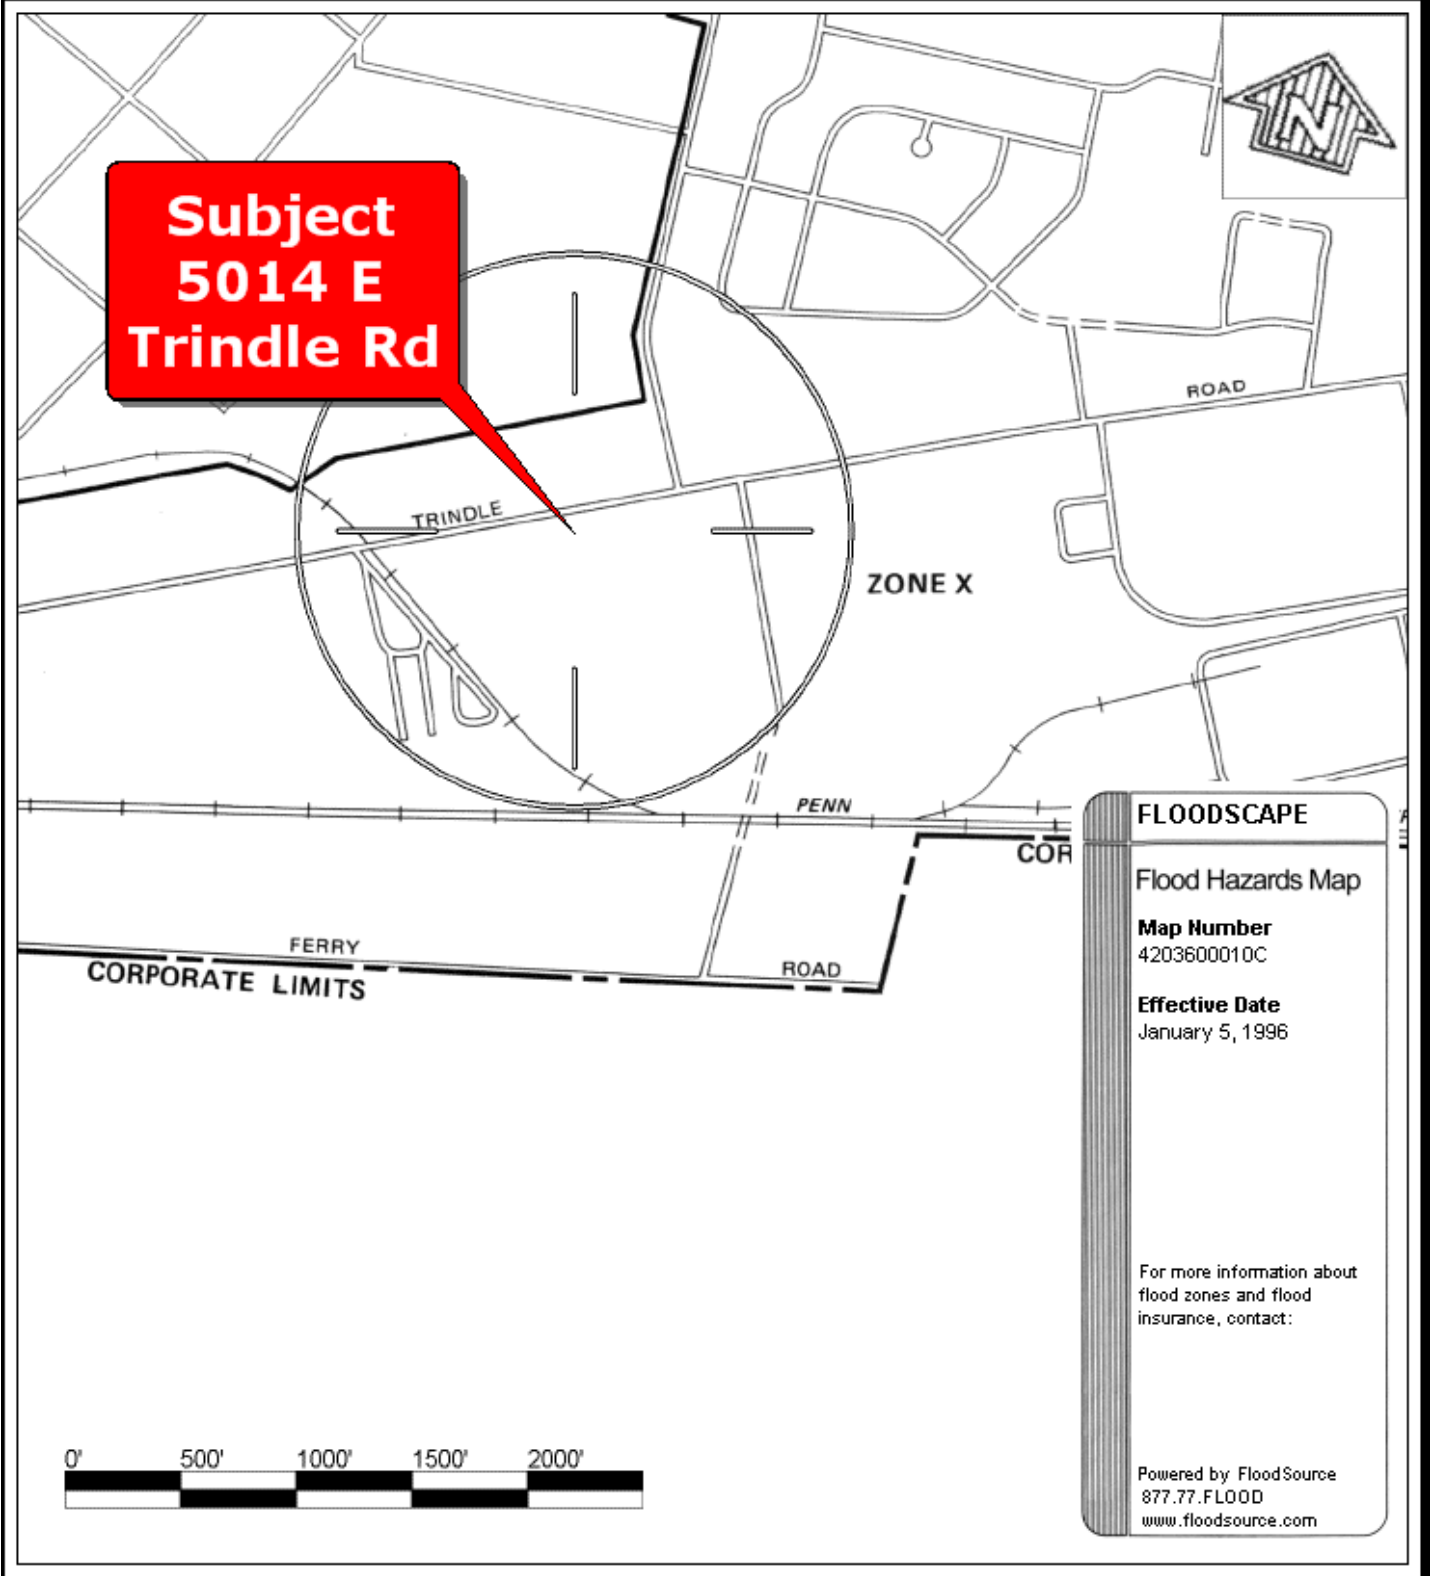 N
Subject
5014 E
Trindle Rd
ROAD
TRINDLE
ZONE X
PENN
FLOODSCAPE
COR
Flood Hazards Map
Map Number
4203600010C
FERRY
ROAD
CORPORATE LIMITS
Effective Date
January 5, 1996
For more information about
flood zones and flood
insurance, contact:
0' 500' 1000' 1500' 2000'
Powered by FloodSource
877.77.FLOOD
www.floodsource.com